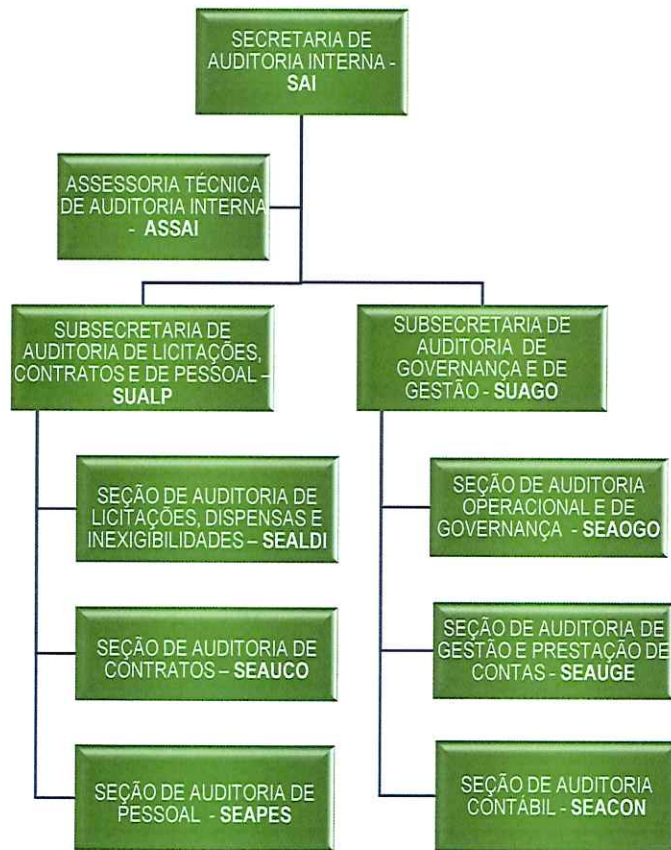 SECRETARIA DE
AUDITORIA INTERNA -
SAI
ASSESSORIA TÉCNICA
DE AUDITORIA INTERNA
- ASSAI
SUBSECRETARIA DE
AUDITORIA DE LICITAÇÕES,
CONTRATOS E DE PESSOAL –
SUALP
SEÇÃO DE AUDITORIA DE
LICITAÇÕES, DISPENSAS E
INEXIGIBILIDADES – SEALDI
SEÇÃO DE AUDITORIA DE
CONTRATOS – SEAUCO
SEÇÃO DE AUDITORIA DE
PESSOAL - SEAPES
SUBSECRETARIA DE
AUDITORIA DE
GOVERNANÇA E DE
GESTÃO - SUAGO
SEÇÃO DE AUDITORIA
OPERACIONAL E DE
GOVERNANÇA - SEAOGO
SEÇÃO DE AUDITORIA DE
GESTÃO E PRESTAÇÃO DE
CONTAS - SEAUGE
SEÇÃO DE AUDITORIA
CONTÁBIL - SEACON